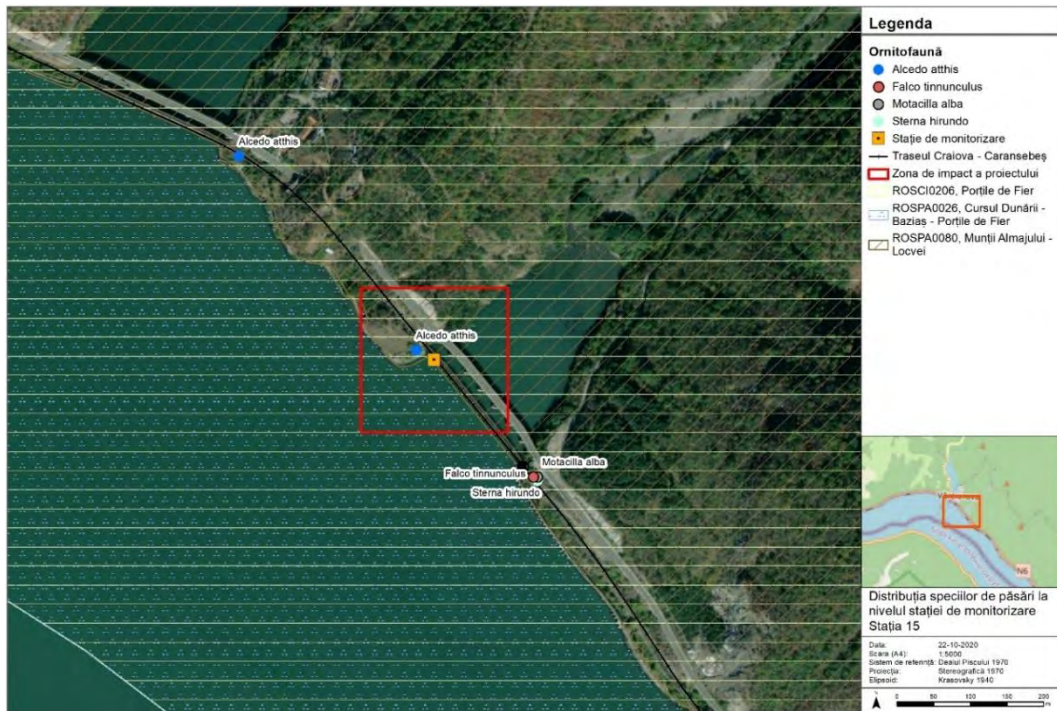 Alcedo atthis
Alcedo atthis
Falco tinnunculus
Motacilla alba
Sterna hirundo
Legenda
Ornitofaună
Alcedo atthis
Falco tinnunculus
Motacilla alba
Sterna hirundo
Stație de monitorizare
Traseul Craiova - Caransebeș
Zona de impact a proiectului
ROSCI0206, Porțile de Fier
ROSPA0026, Cursul Dunării -
Baziaș - Porțile de Fier
ROSPA0080, Munții Almajului -
Locvei
N6
Distribuția speciilor de păsări la
nivelul stației de monitorizare
Stația 15
Data: 22-10-2020
Scara (A4): 1:5000
Sistem de referință: Dealul Piscului 1970
Proiecția: Stereografică 1970
Elipsoid: Krasovsky 1940
N
0 50 100 150 200
m